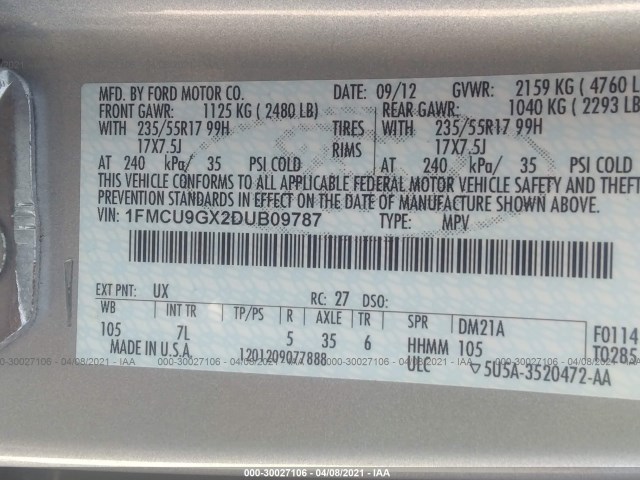 MFD. BY FORD MOTOR CO. DATE: 09/12 GVWR: 2159 KG ( 4760 L
FRONT GAWR: 1125 KG ( 2480 LB) REAR GAWR: 1040 KG ( 2293 LB)
WITH 235/55R17 99H TIRES WITH 235/55R17 99H
17X7.5J RIMS 17X7.5J
AT 240 kPa/ 35 PSI COLD AT 240 kPa/ 35 PSI COLD
THIS VEHICLE CONFORMS TO ALL APPLICABLE FEDERAL MOTOR VEHICLE SAFETY AND THEFT
PREVENTION STANDARDS IN EFFECT ON THE DATE OF MANUFACTURE SHOWN ABOVE.
VIN: 1FMCU9GX2DUB09787 TYPE: MPV
EXT PNT: UX RC: 27 DSO:
WB INT TR TP/PS R AXLE TR SPR DM21A F0114
105 7L 5 35 6 HHMM 105 T0285
MADE IN U.S.A. 1201209077888 ULC 5U5A-3520472-AA
000-30027106 - 04/08/2021 - IAA
000-30027106 - 04/08/2021 - IAA